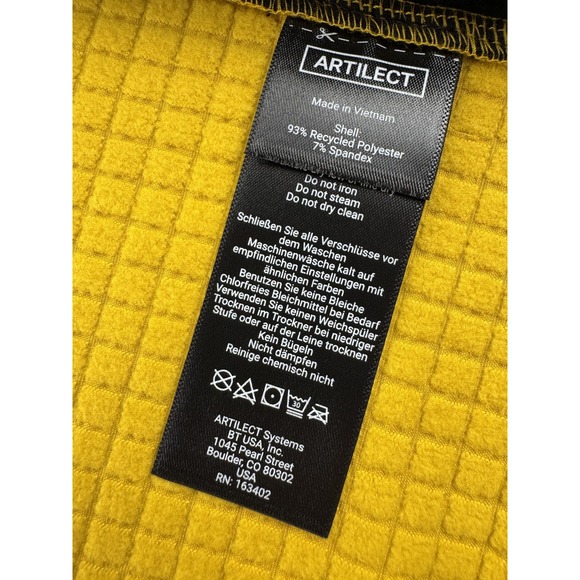 ARTILECT
Made in Vietnam
Shell:
93% Recycled Polyester
7% Spandex
Do not iron
Do not steam
Do not dry clean
Schließen Sie alle Verschlüsse vor
dem Waschen
Maschinenwäsche kalt auf
empfindlichen Einstellungen mit
ähnlichen Farben
Benutzen Sie keine Bleiche
Chlorfreies Bleichmittel bei Bedarf
Verwenden Sie keinen Weichspüler
Trocknen im Trockner bei niedriger
Stufe oder auf der Leine trocknen
Kein Bügeln
Nicht dämpfen
Reinige chemisch nicht
30
ARTILECT Systems
BT USA, Inc.
1045 Pearl Street
Boulder, CO 80302
USA
RN: 163402